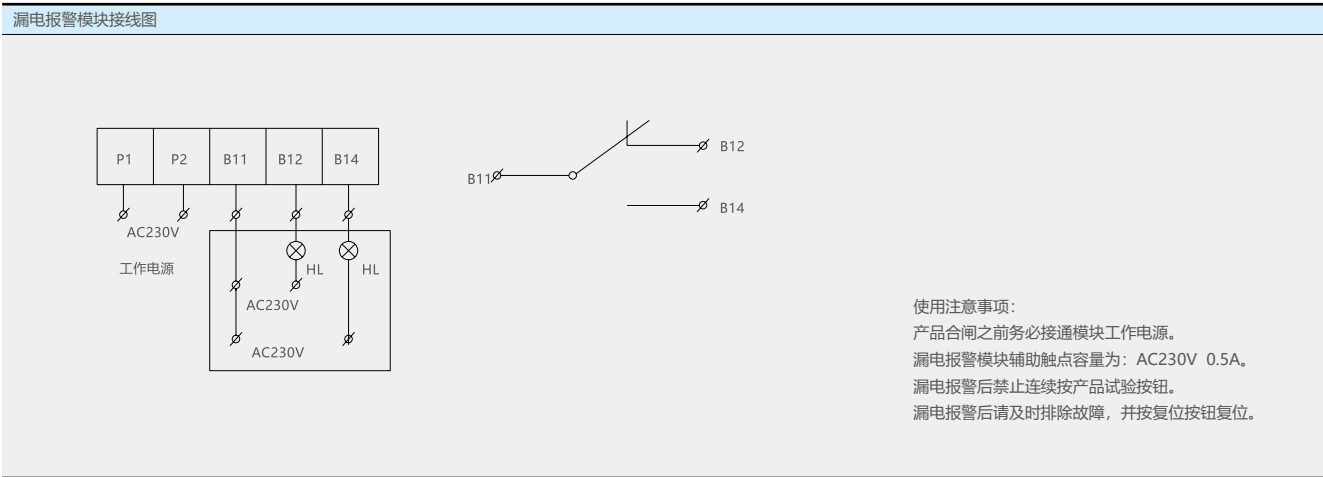 漏电报警模块接线图
P1 P2 B11 B12 B14
AC230V
工作电源
HL HL
AC230V
AC230V
B11 B12
B14
使用注意事项：
产品合闸之前务必接通模块工作电源。
漏电报警模块辅助触点容量为：AC230V 0.5A。
漏电报警后禁止连续按产品试验按钮。
漏电报警后请及时排除故障，并按复位按钮复位。